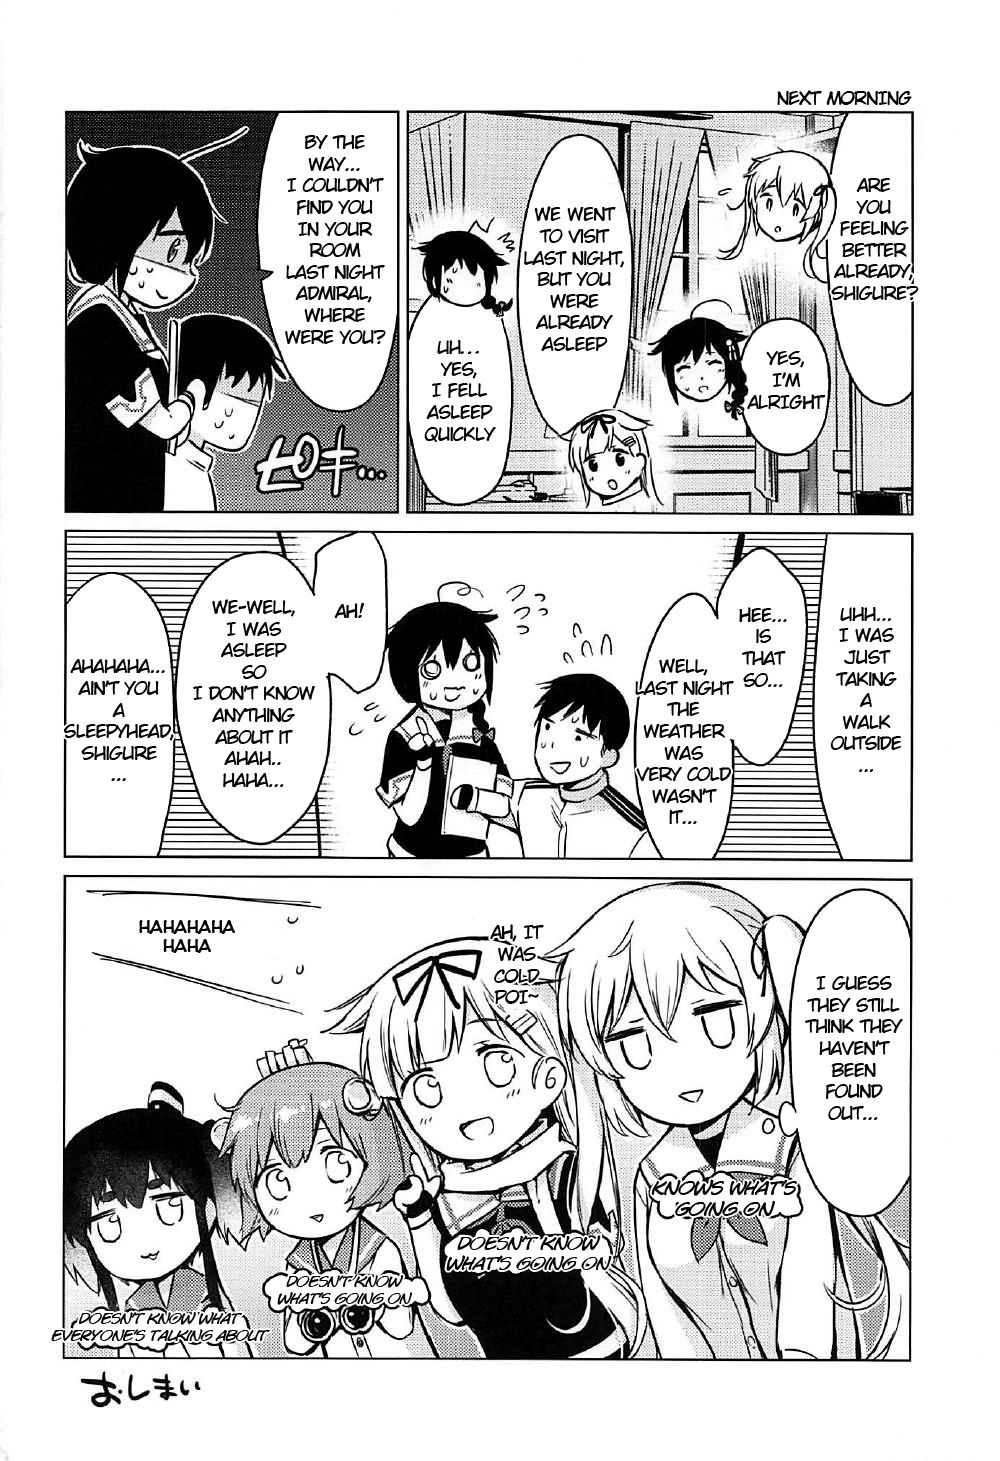 NEXT MORNING
ARE
YOU
FEELING
BETTER
ALREADY,
SHIGURE?
YES,
I'M
ALRIGHT
WE WENT
TO VISIT
LAST NIGHT,
BUT YOU
WERE
ALREADY
ASLEEP
UH...
YES,
I FELL
ASLEEP
QUICKLY
BY THE
WAY...
I COULDN'T
FIND YOU
IN YOUR
ROOM
LAST NIGHT
ADMIRAL,
WHERE
WERE YOU?
ピキ...
UHH...
I WAS
JUST
TAKING
A
WALK
OUTSIDE
...
HEE...
IS
THAT
SO...
WELL,
LAST NIGHT
THE
WEATHER
WAS
VERY COLD
WASN'T
IT...
AH!
WE-WELL,
I WAS
ASLEEP
SO
I DON'T KNOW
ANYTHING
ABOUT IT
AHAH..
HAHA...
AHAHAHA...
AIN'T YOU
A
SLEEPYHEAD,
SHIGURE
...
I GUESS
THEY STILL
THINK THEY
HAVEN'T
BEEN
FOUND
OUT...
AH, IT
WAS
COLD
POI~
HAHAHAHA
HAHA
KNOWS WHAT'S
GOING ON
DOESN'T KNOW
WHAT'S GOING ON
DOESN'T KNOW
WHAT'S GOING ON
DOESN'T KNOW WHAT
EVERYONE'S TALKING ABOUT
おしまい